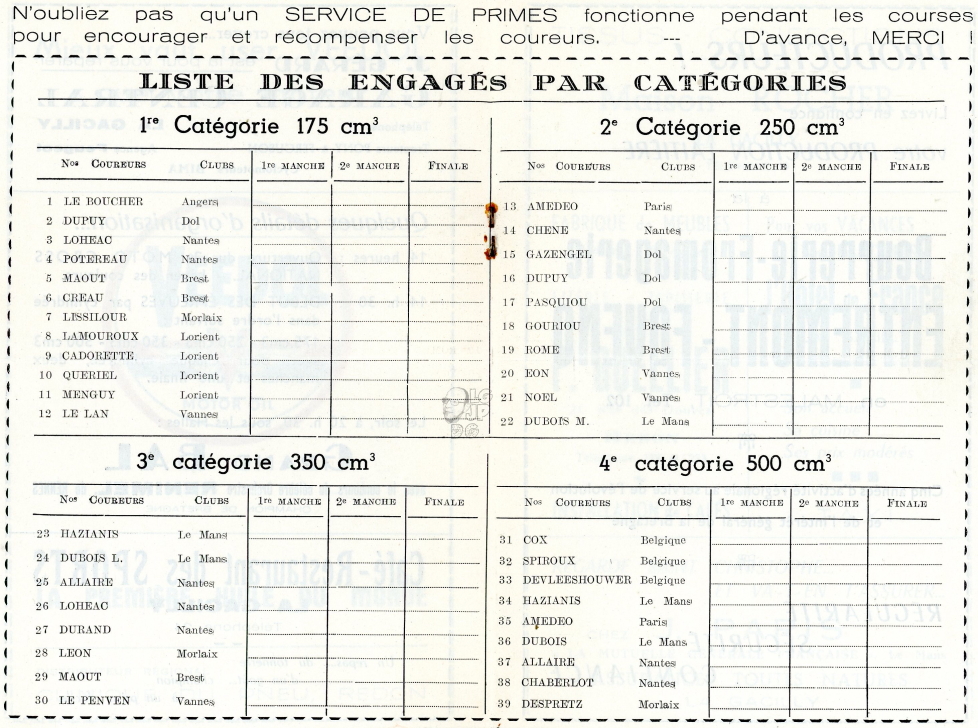 N'oubliez pas qu'un SERVICE DE PRIMES fonctionne pendant les courses
pour encourager et récompenser les coureurs. --- D'avance, MERCI !
LISTE DES ENGAGÉS PAR CATÉGORIES
1re Catégorie 175 cm3
Nos COUREURS CLUBS 1re MANCHE 2e MANCHE FINALE
1 LE BOUCHER Angers
2 DUPUY Dol
3 LOHEAC Nantes
4 POTEREAU Nantes
5 MAOUT Brest
6 CREAU Brest
7 LISSILOUR Morlaix
8 LAMOUROUX Lorient
9 CADORETTE Lorient
10 QUERIEL Lorient
11 MENGUY Lorient
12 LE LAN Vannes
2e Catégorie 250 cm3
Nos COUREURS CLUBS 1re MANCHE 2e MANCHE FINALE
13 AMEDEO Paris
14 CHENE Nantes
15 GAZENGEL Dol
16 DUPUY Dol
17 PASQUIOU Dol
18 GOURIOU Brest
19 ROME Brest
20 EON Vannes
21 NOEL Vannes
22 DUBOIS M. Le Mans
3e catégorie 350 cm3
Nos COUREURS CLUBS 1re MANCHE 2e MANCHE FINALE
23 HAZIANIS Le Mans
24 DUBOIS L. Le Mans
25 ALLAIRE Nantes
26 LOHEAC Nantes
27 DURAND Nantes
28 LEON Morlaix
29 MAOUT Brest
30 LE PENVEN Vannes
4e catégorie 500 cm3
Nos COUREURS CLUBS 1re MANCHE 2e MANCHE FINALE
31 COX Belgique
32 SPIROUX Belgique
33 DEVLEESHOUWER Belgique
34 HAZIANIS Le Mans
35 AMEDEO Paris
36 DUBOIS Le Mans
37 ALLAIRE Nantes
38 CHABERLOT Nantes
39 DESPRETZ Morlaix